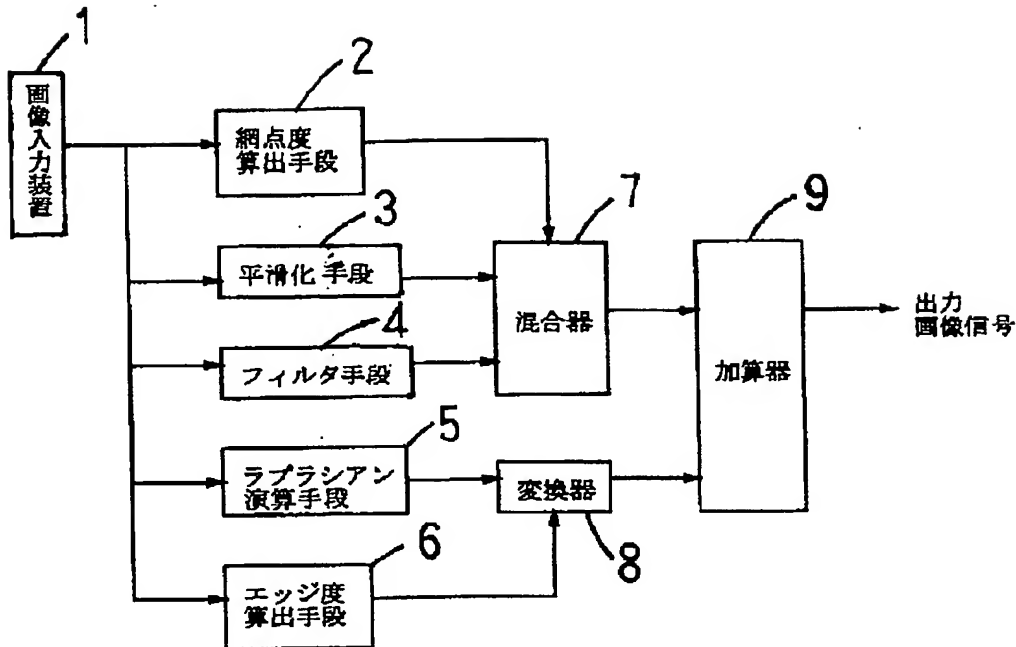 1
画像入力装置
2
網点度
算出手段
3
平滑化手段
4
フィルタ手段
5
ラプラシアン
演算手段
6
エッジ度
算出手段
7
混合器
変換器
8
9
加算器
出力
画像信号